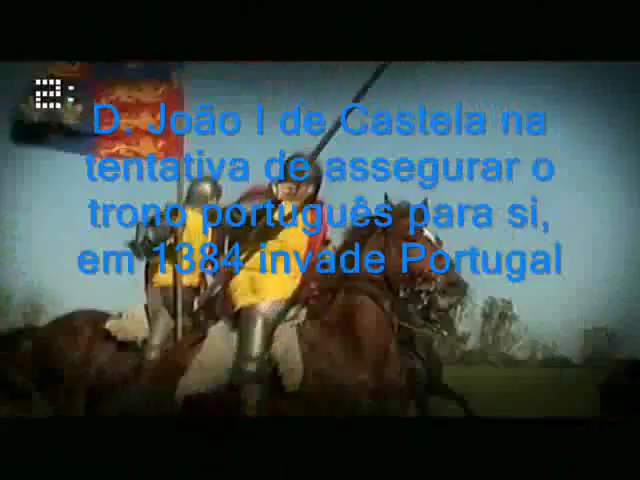 D. João I de Castela na
tentativa de assegurar o
trono português para si,
em 1384 invade Portugal